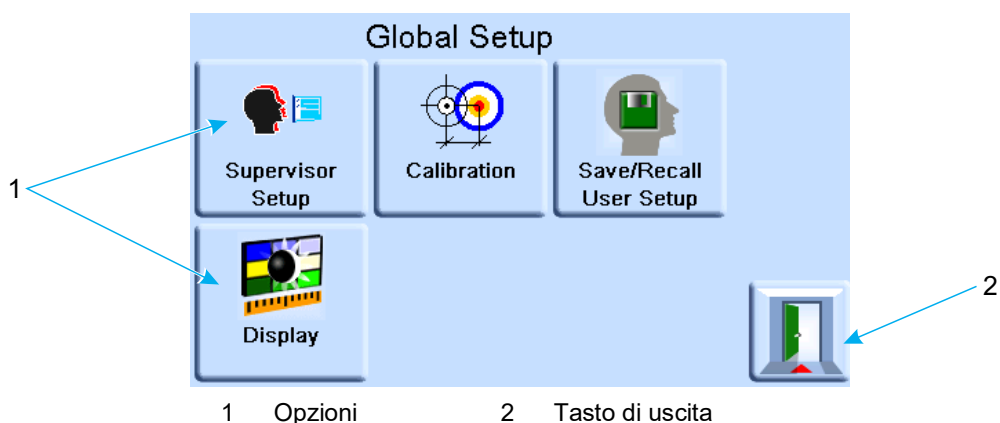 Global Setup
Supervisor
Setup
Calibration
Save/Recall
User Setup
1
Display
2
1 Opzioni 2 Tasto di uscita